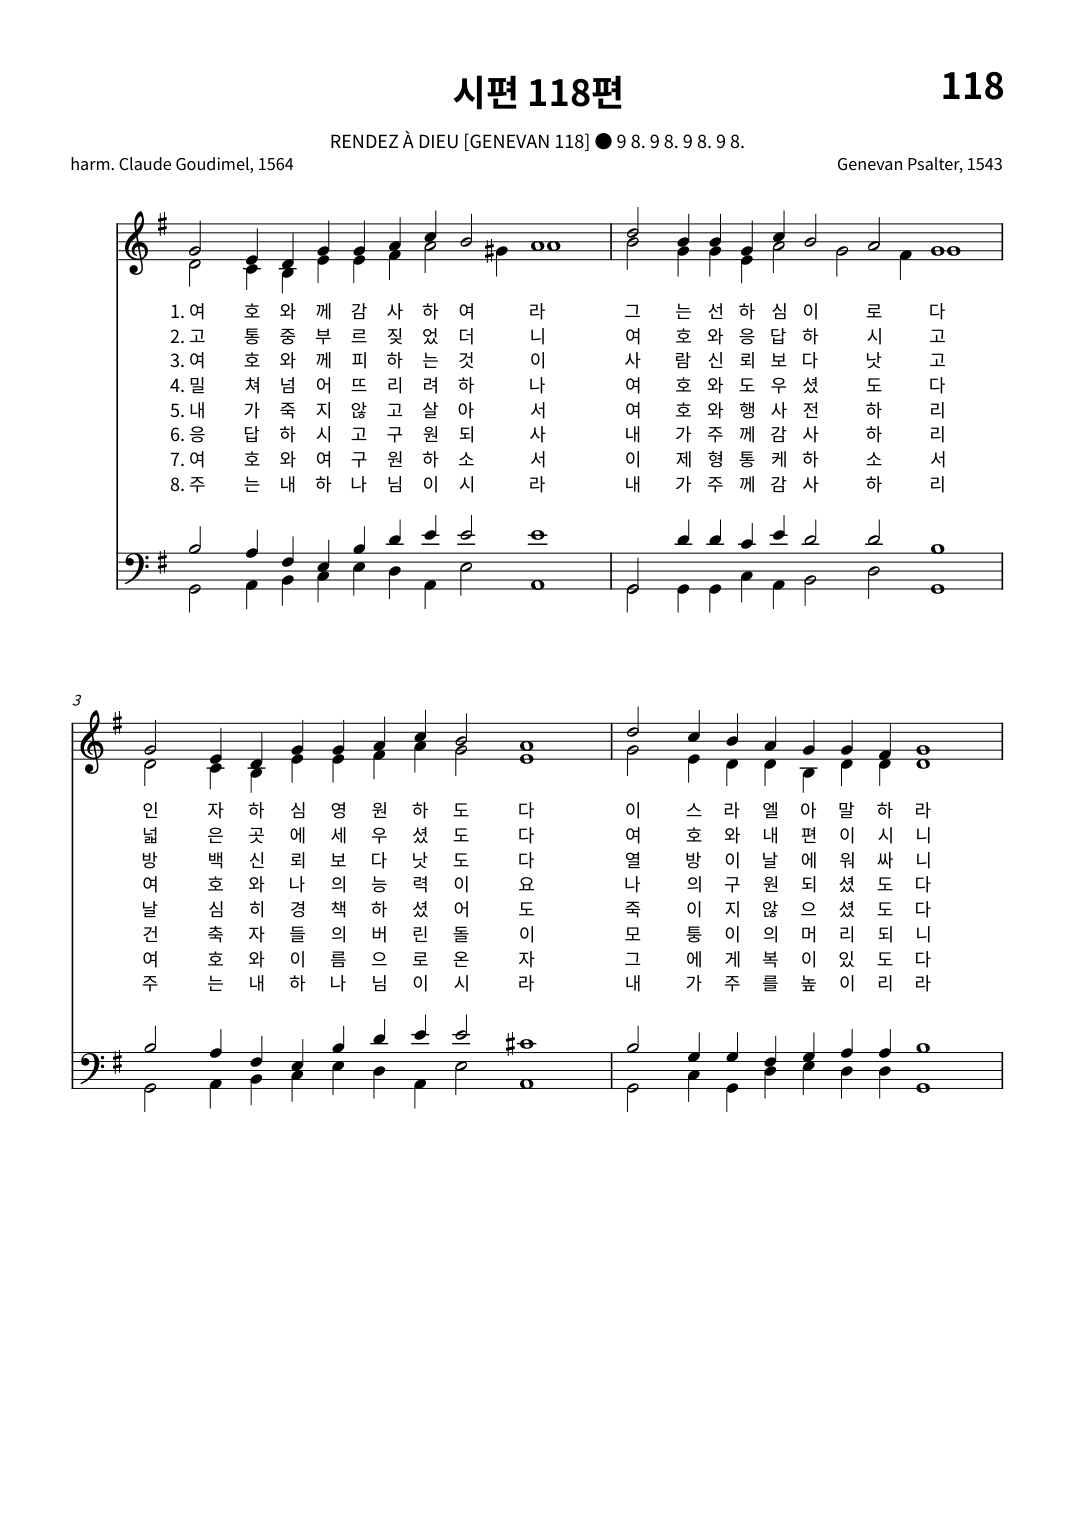 시편 118편
118
RENDEZ À DIEU [GENEVAN 118] ● 9 8. 9 8. 9 8. 9 8.
harm. Claude Goudimel, 1564
Genevan Psalter, 1543
1. 여 호 와 께 감 사 하 여 라 그 는 선 하 심 이 로 다
2. 고 통 중 부 르 짖 었 더 니 여 호 와 응 답 하 시 고
3. 여 호 와 께 피 하 는 것 이 사 람 신 뢰 보 다 낫 고
4. 밀 쳐 넘 어 뜨 리 려 하 나 여 호 와 도 우 셨 도 다
5. 내 가 죽 지 않 고 살 아 서 여 호 와 행 사 전 하 리
6. 응 답 하 시 고 구 원 되 사 내 가 주 께 감 사 하 리
7. 여 호 와 여 구 원 하 소 서 이 제 형 통 케 하 소 서
8. 주 는 내 하 나 님 이 시 라 내 가 주 께 감 사 하 리
3
인 자 하 심 영 원 하 도 다 이 스 라 엘 아 말 하 라
넓 은 곳 에 세 우 셨 도 다 여 호 와 내 편 이 시 니
방 백 신 뢰 보 다 낫 도 다 열 방 이 날 에 워 싸 니
여 호 와 나 의 능 력 이 요 나 의 구 원 되 셨 도 다
날 심 히 경 책 하 셨 어 도 죽 이 지 않 으 셨 도 다
건 축 자 들 의 버 린 돌 이 모 퉁 이 의 머 리 되 니
여 호 와 이 름 으 로 온 자 그 에 게 복 이 있 도 다
주 는 내 하 나 님 이 시 라 내 가 주 를 높 이 리 라